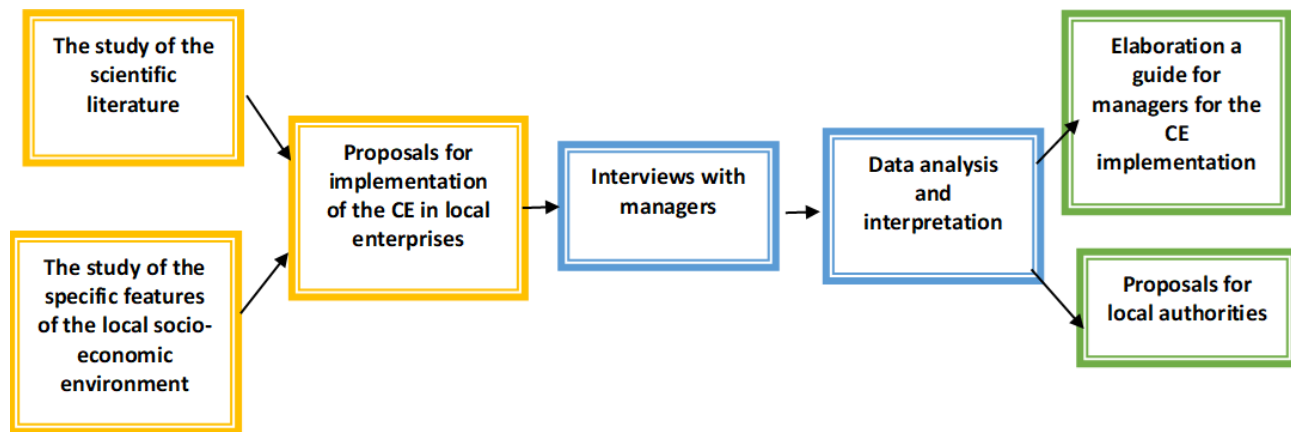 The study of the
scientific
literature
The study of the
specific features
of the local socio-
economic
environment
Proposals for
implementation
of the CE in local
enterprises
Interviews with
managers
Data analysis
and
interpretation
Elaboration a
guide for
managers for the
CE
implementation
Proposals for
local authorities